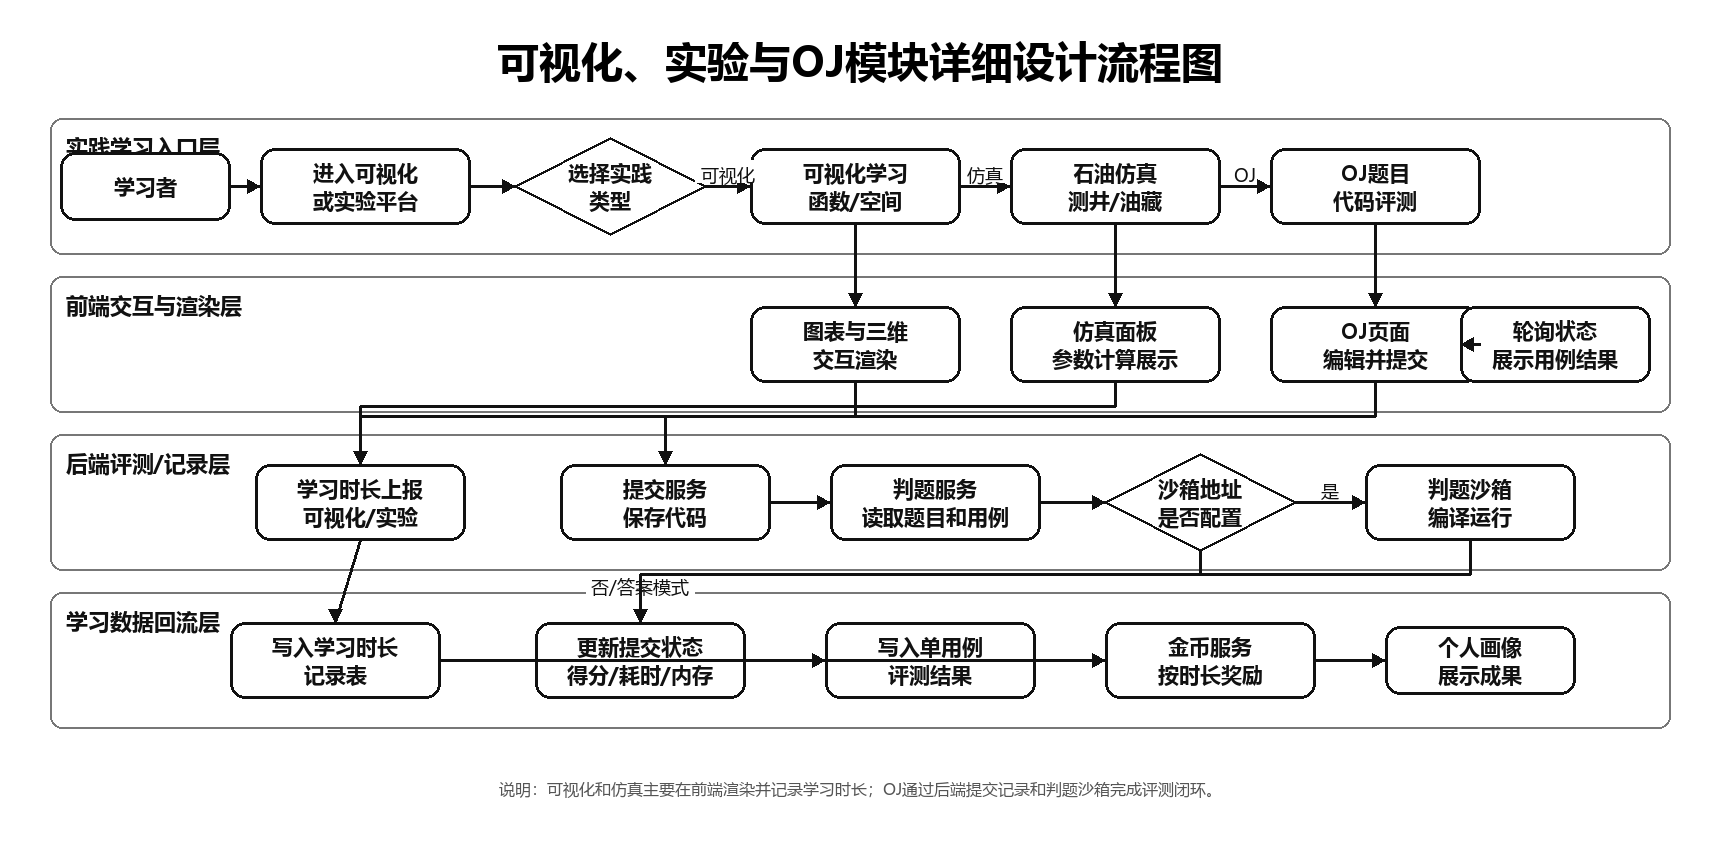 可视化、实验与OJ模块详细设计流程图
实践学习入口层
学习者
进入可视化
或实验平台
选择实践
类型
可视化
可视化学习
函数/空间
仿真
石油仿真
测井/油藏
OJ
OJ题目
代码评测
前端交互与渲染层
图表与三维
交互渲染
仿真面板
参数计算展示
OJ页面
编辑并提交
轮询状态
展示用例结果
后端评测/记录层
学习时长上报
可视化/实验
提交服务
保存代码
判题服务
读取题目和用例
沙箱地址
是否配置
是
判题沙箱
编译运行
否/答案模式
学习数据回流层
写入学习时长
记录表
更新提交状态
得分/耗时/内存
写入单用例
评测结果
金币服务
按时长奖励
个人画像
展示成果
说明：可视化和仿真主要在前端渲染并记录学习时长；OJ通过后端提交记录和判题沙箱完成评测闭环。